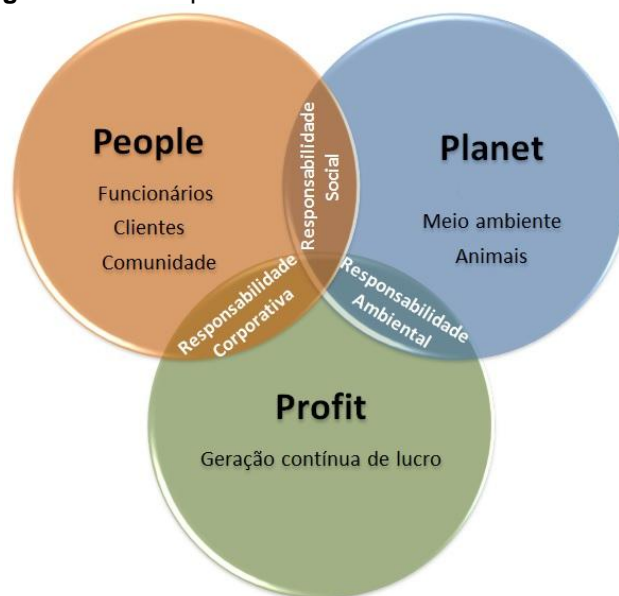 People
Funcionários
Clientes
Comunidade
Responsabilidade
Social
Planet
Meio ambiente
Animais
Responsabilidade
Corporativa
Responsabilidade
Ambiental
Profit
Geração contínua de lucro